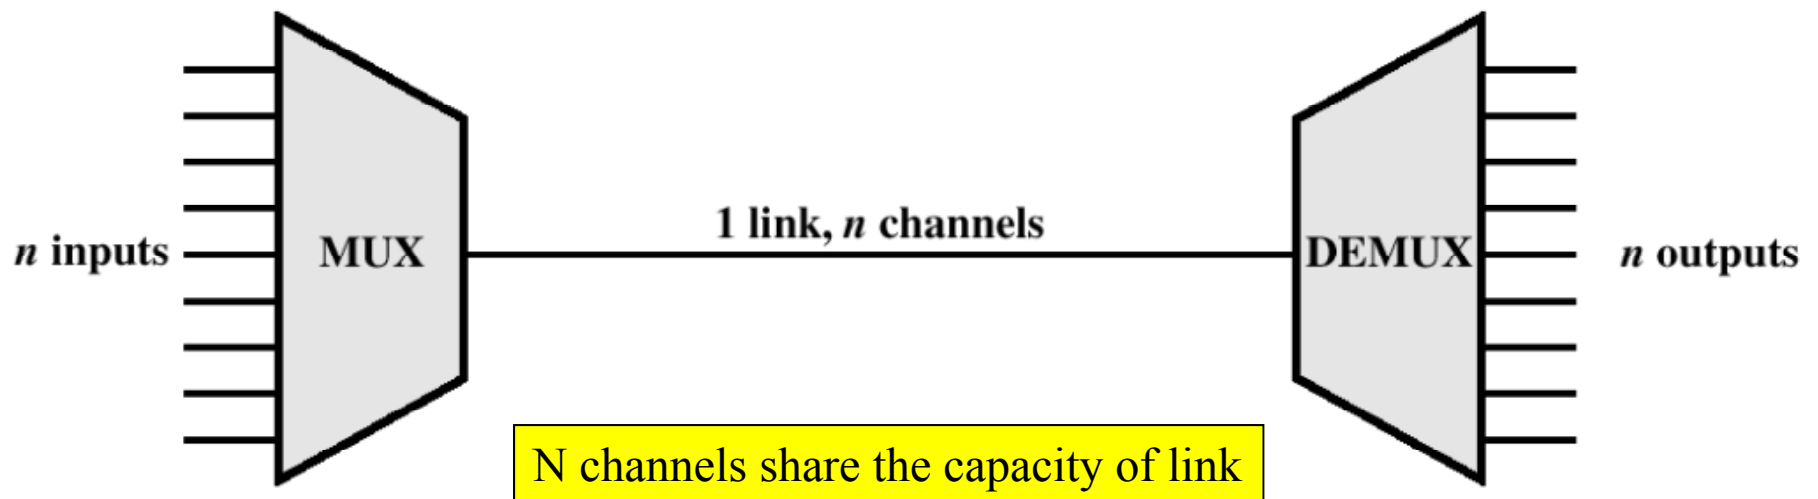 n inputs
MUX
1 link, n channels
DEMUX
n outputs
N channels share the capacity of link